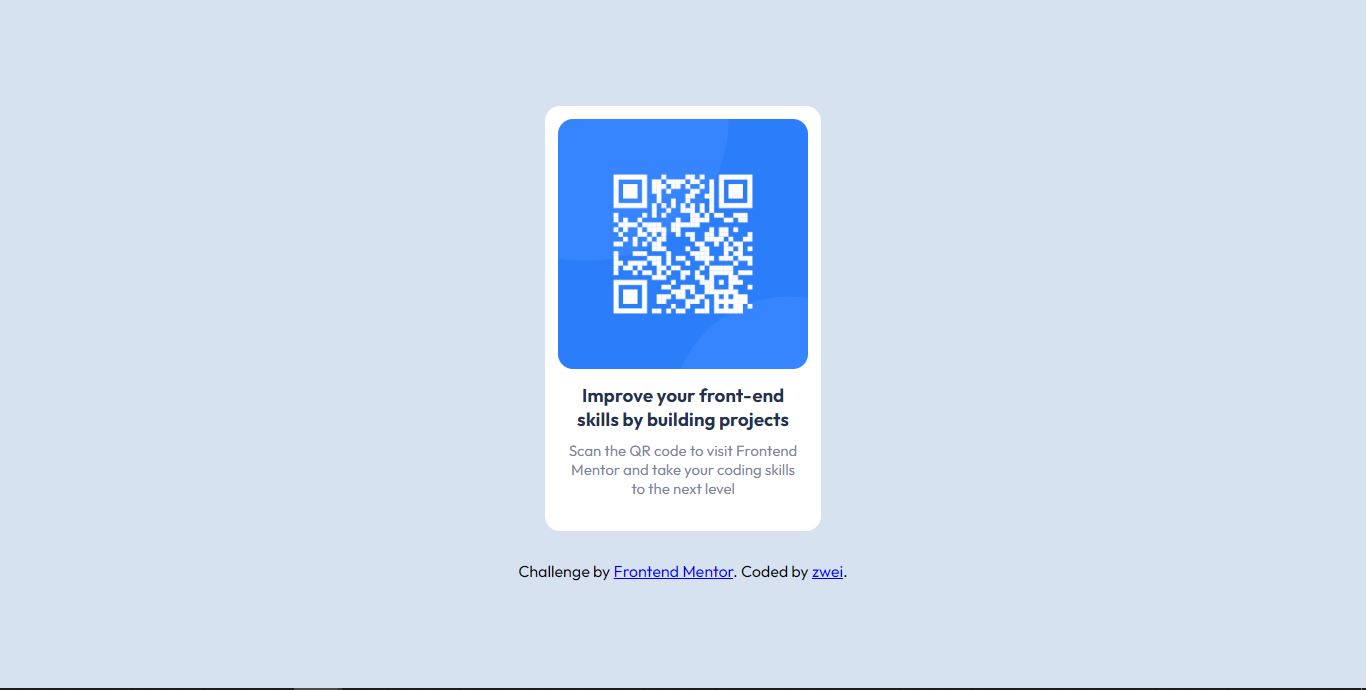 Improve your front-end
skills by building projects
Scan the QR code to visit Frontend
Mentor and take your coding skills
to the next level
Challenge by Frontend Mentor. Coded by zwei.